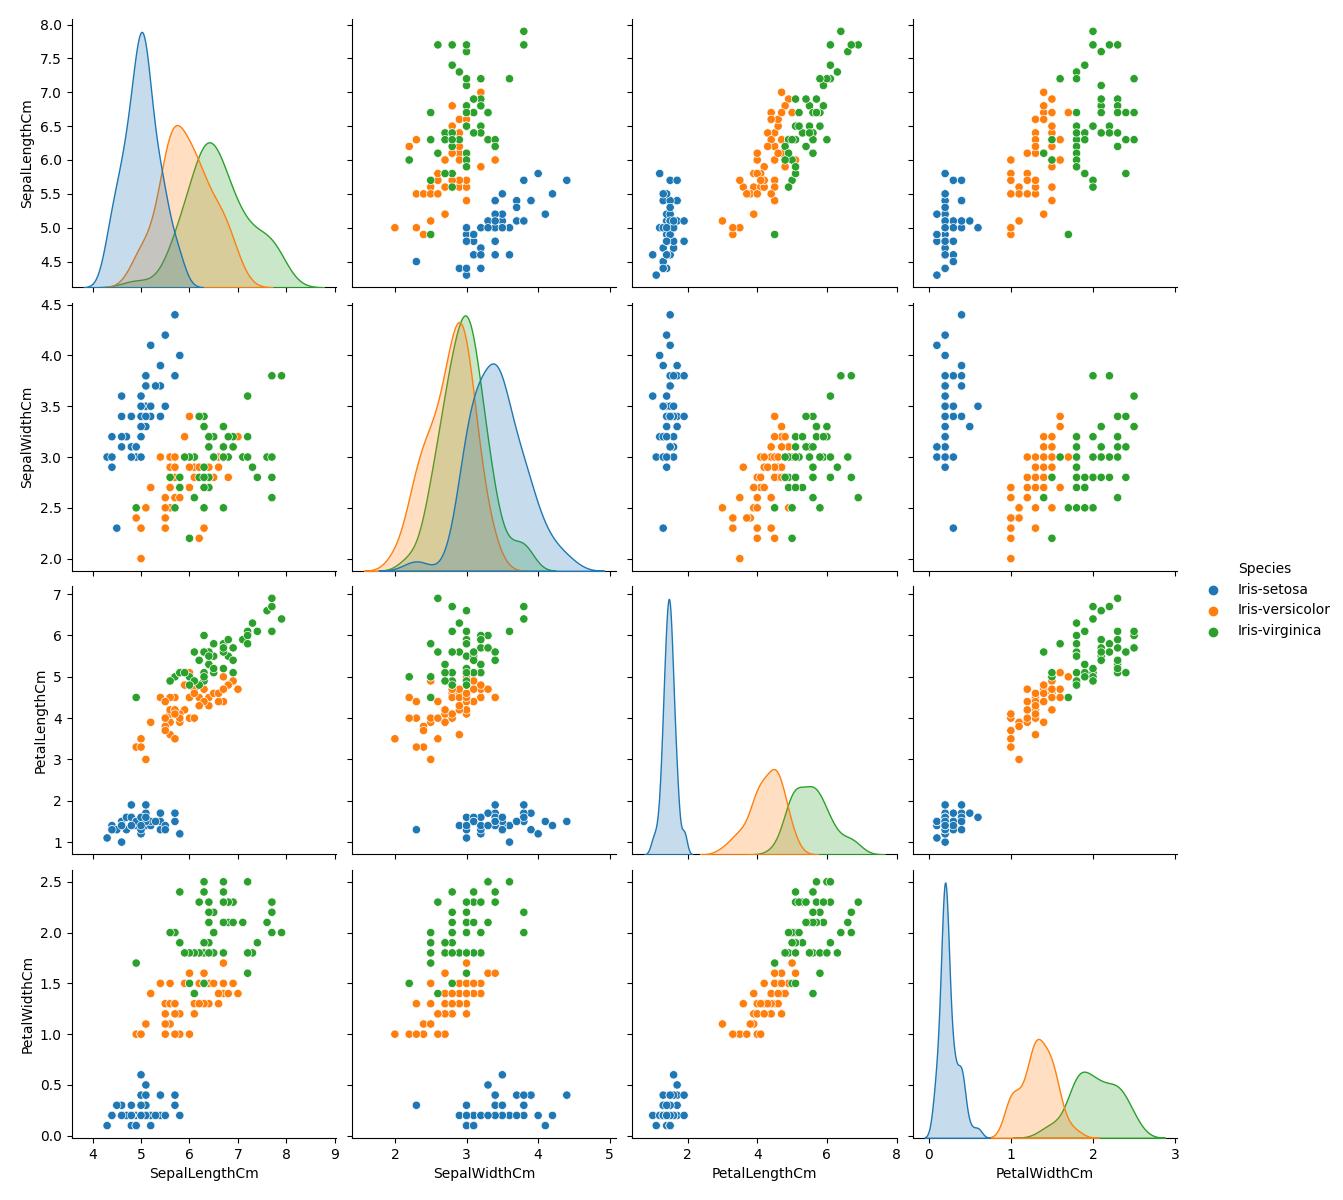 8.0
7.5
7.0
6.5
6.0
5.5
5.0
4.5
SepalLengthCm
4.5
4.0
3.5
3.0
2.5
2.0
SepalWidthCm
Species
Iris-setosa
Iris-versicolor
Iris-virginica
7
6
5
4
3
2
1
PetalLengthCm
2.5
2.0
1.5
1.0
0.5
0.0
PetalWidthCm
4 5 6 7 8 9 2 3 4 5 2 4 6 8 0 1 2 3
SepalLengthCm SepalWidthCm PetalLengthCm PetalWidthCm